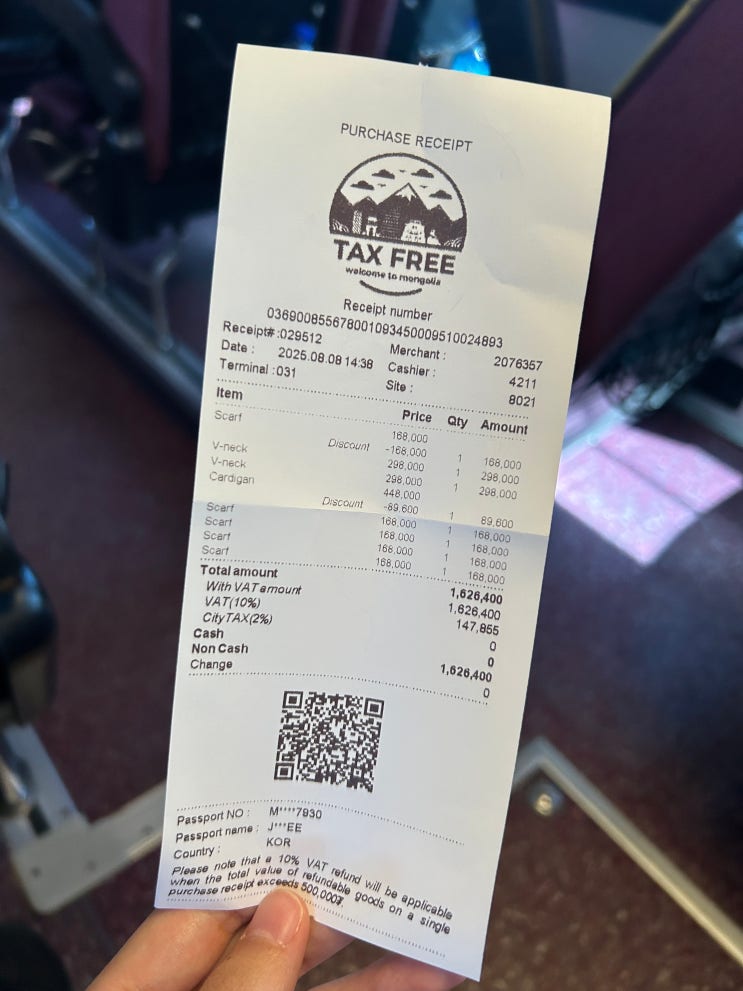 PURCHASE RECEIPT
TAX FREE
welcome to mongolia
Receipt number
036900855678001093450009510024893
Receipt#:029512 Merchant : 2076357
Date : 2025.08.08 14:38 Cashier : 4211
Terminal :031 Site : 8021
Item Price Qty Amount
Scarf 168,000 1 168,000
Discount -168,000
V-neck 298,000 1 298,000
V-neck 298,000 1 298,000
Cardigan 448,000 1 89,600
Discount -89,600
Scarf 168,000 1 168,000
Scarf 168,000 1 168,000
Scarf 168,000 1 168,000
Scarf 168,000 1 168,000
Total amount 1,626,400
With VAT amount 1,626,400
VAT(10%) 147,855
CityTAX(2%) 0
Cash 0
Non Cash 1,626,400
Change 0
Passport NO : M****7930
Passport name : J***EE
Country : KOR
Please note that a 10% VAT refund will be applicable
when the total value of refundable goods on a single
purchase receipt exceeds 500,000₮.